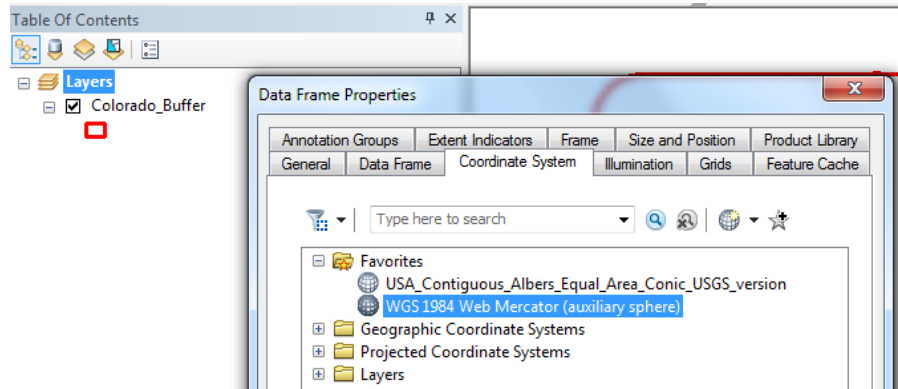 Table Of Contents
Layers
Colorado_Buffer
Data Frame Properties
Annotation Groups Extent Indicators Frame Size and Position Product Library
General Data Frame Coordinate System Illumination Grids Feature Cache
Type here to search
Favorites
USA_Contiguous_Albers_Equal_Area_Conic_USGS_version
WGS 1984 Web Mercator (auxiliary sphere)
Geographic Coordinate Systems
Projected Coordinate Systems
Layers